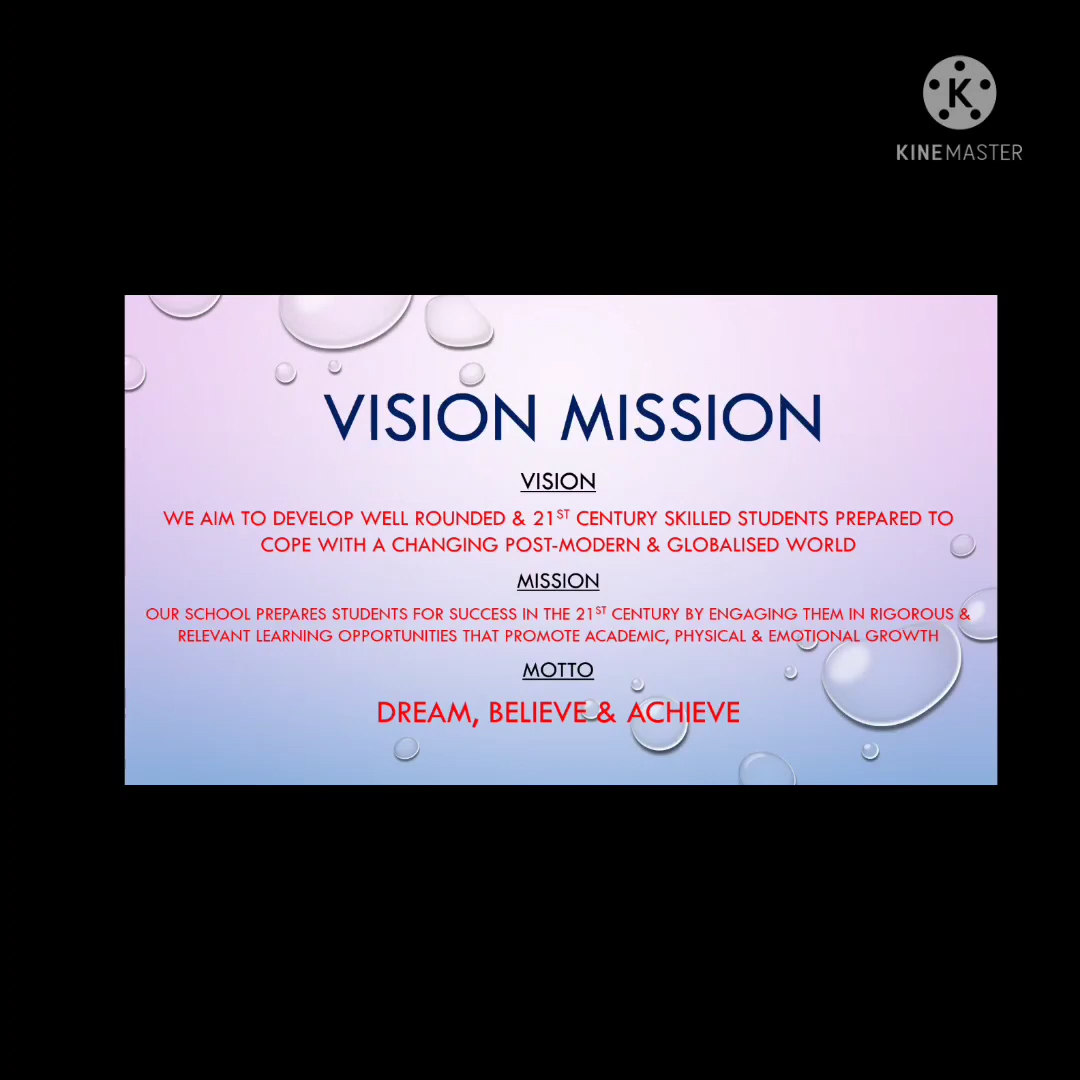 KINEMASTER
VISION MISSION
VISION
WE AIM TO DEVELOP WELL ROUNDED & 21ST CENTURY SKILLED STUDENTS PREPARED TO
COPE WITH A CHANGING POST-MODERN & GLOBALISED WORLD
MISSION
OUR SCHOOL PREPARES STUDENTS FOR SUCCESS IN THE 21ST CENTURY BY ENGAGING THEM IN RIGOROUS &
RELEVANT LEARNING OPPORTUNITIES THAT PROMOTE ACADEMIC, PHYSICAL & EMOTIONAL GROWTH
MOTTO
DREAM, BELIEVE & ACHIEVE